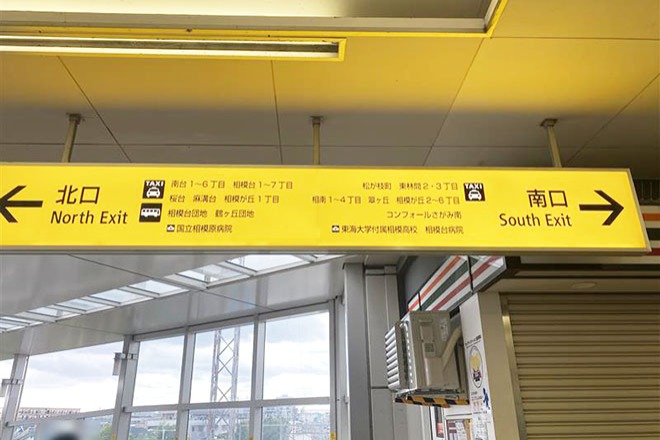 北口
North Exit
TAXI 南台1~6丁目 相模台1~7丁目
桜台 麻溝台 相模が丘1丁目
相模台団地 鶴ヶ丘団地
国立相模原病院
松が枝町 東林間2・3丁目 TAXI
相南1~4丁目 翠ヶ丘 相模が丘2~6丁目
コンフォールさがみ南
東海大学付属相模高校 相模台病院
南口
South Exit